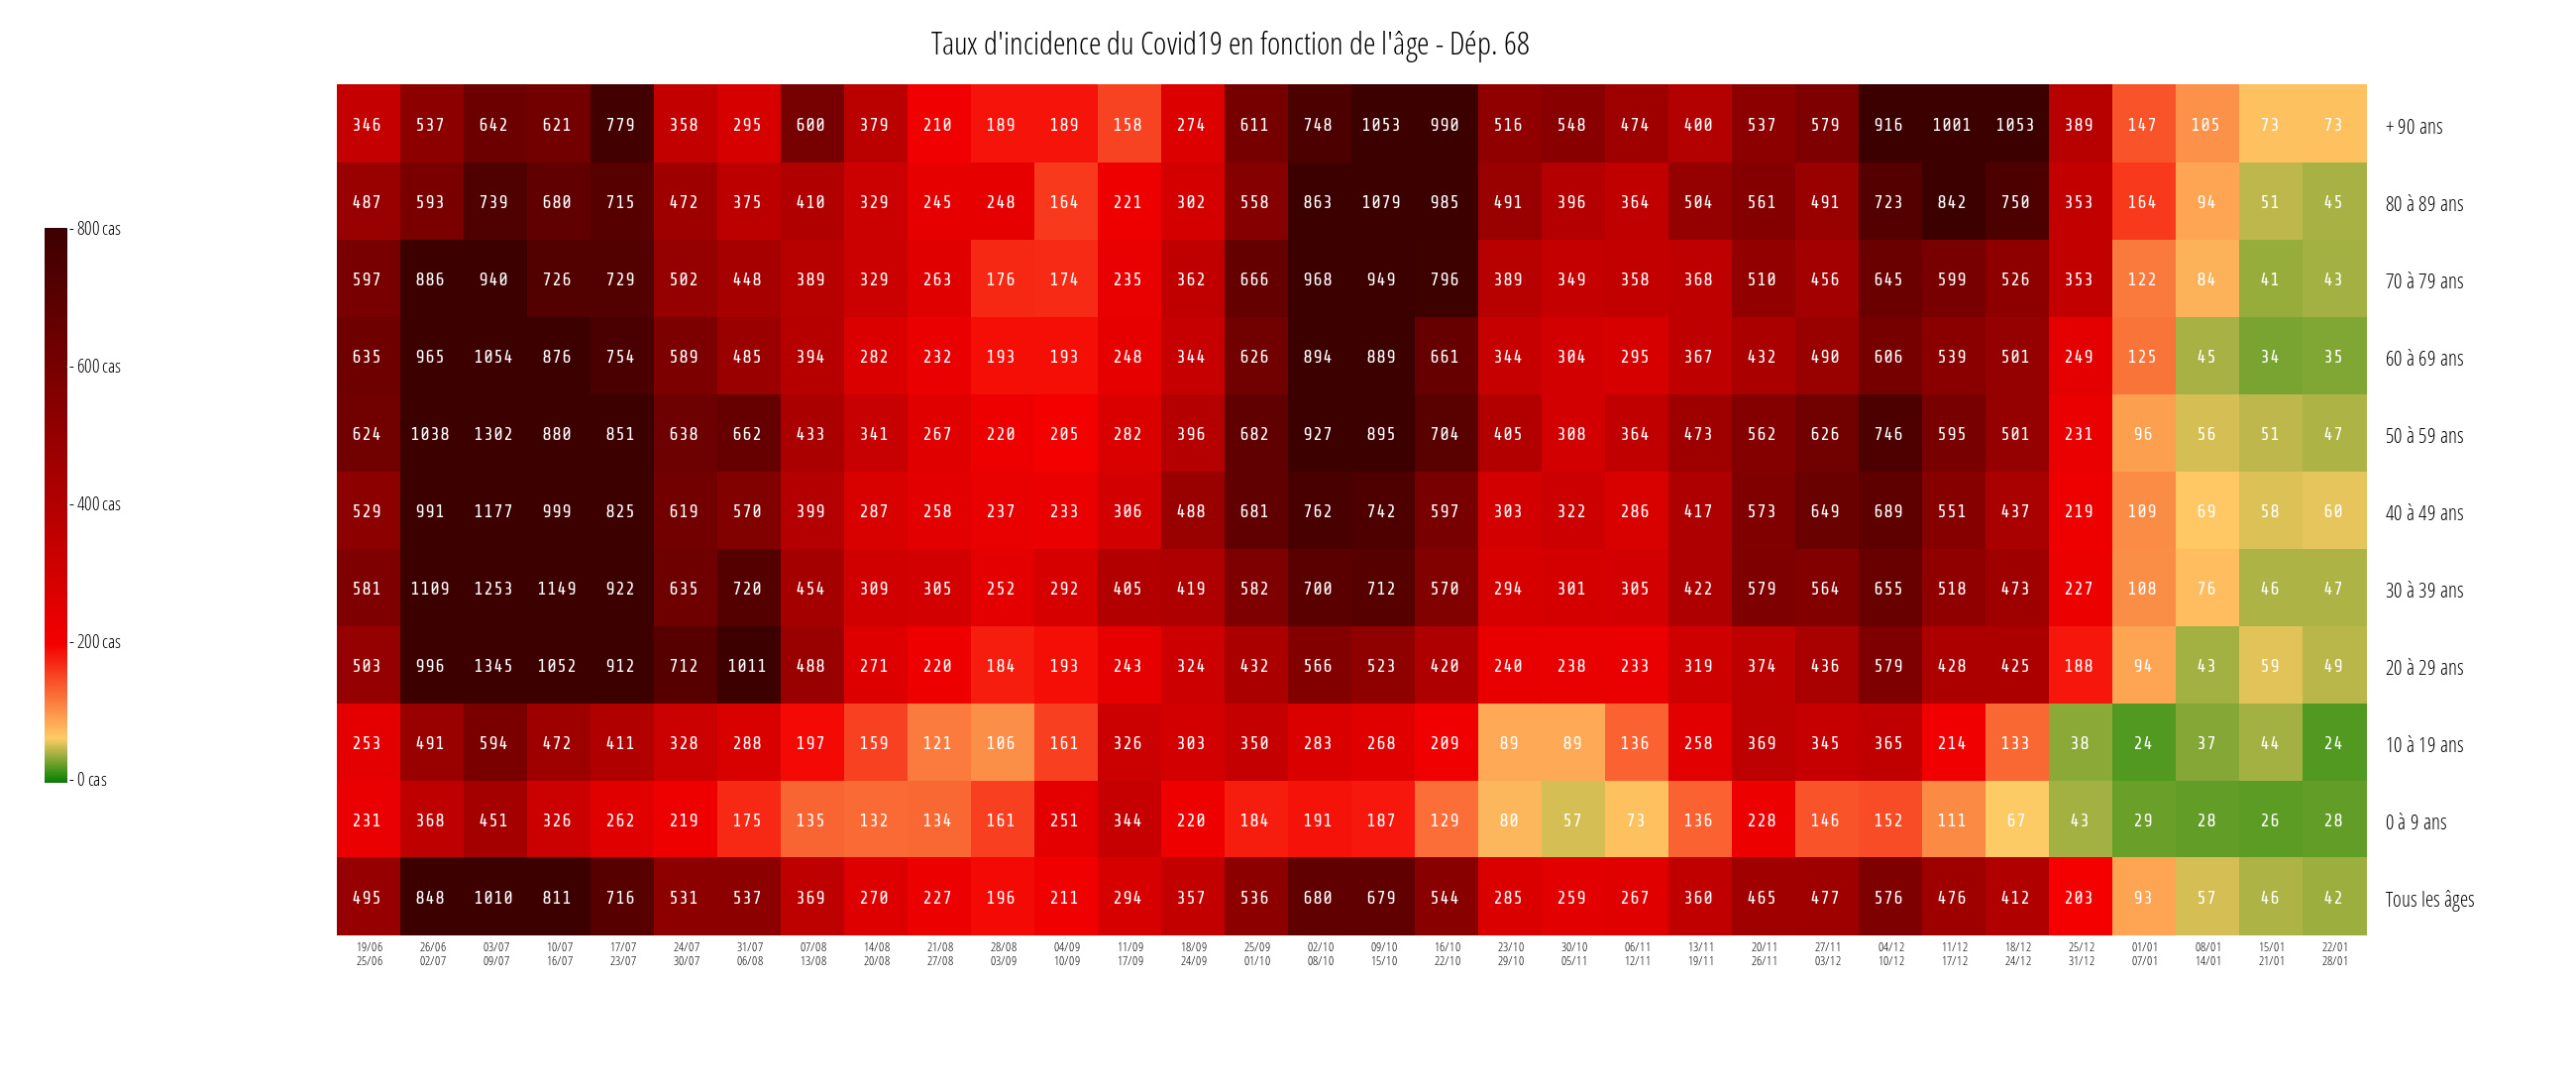 Taux d'incidence du Covid19 en fonction de l'âge - Dép. 68
- 800 cas
- 600 cas
- 400 cas
- 200 cas
- 0 cas
346 537 642 621 779 358 295 600 379 210 189 189 158 274 611 748 1053 990 516 548 474 400 537 579 916 1001 1053 389 147 105 73 73 + 90 ans
487 593 739 680 715 472 375 410 329 245 248 164 221 302 558 863 1079 985 491 396 364 504 561 491 723 842 750 353 164 94 51 45 80 à 89 ans
597 886 940 726 729 502 448 389 329 263 176 174 235 362 666 968 949 796 389 349 358 368 510 456 645 599 526 353 122 84 41 43 70 à 79 ans
635 965 1054 876 754 589 485 394 282 232 193 193 248 344 626 894 889 661 344 304 295 367 432 490 606 539 501 249 125 45 34 35 60 à 69 ans
624 1038 1302 880 851 638 662 433 341 267 220 205 282 396 682 927 895 704 405 308 364 473 562 626 746 595 501 231 96 56 51 47 50 à 59 ans
529 991 1177 999 825 619 570 399 287 258 237 233 306 488 681 762 742 597 303 322 286 417 573 649 689 551 437 219 109 69 58 60 40 à 49 ans
581 1109 1253 1149 922 635 720 454 309 305 252 292 405 419 582 700 712 570 294 301 305 422 579 564 655 518 473 227 108 76 46 47 30 à 39 ans
503 996 1345 1052 912 712 1011 488 271 220 184 193 243 324 432 566 523 420 240 238 233 319 374 436 579 428 425 188 94 43 59 49 20 à 29 ans
253 491 594 472 411 328 288 197 159 121 106 161 326 303 350 283 268 209 89 89 136 258 369 345 365 214 133 38 24 37 44 24 10 à 19 ans
231 368 451 326 262 219 175 135 132 134 161 251 344 220 184 191 187 129 80 57 73 136 228 146 152 111 67 43 29 28 26 28 0 à 9 ans
495 848 1010 811 716 531 537 369 270 227 196 211 294 357 536 680 679 544 285 259 267 360 465 477 576 476 412 203 93 57 46 42 Tous les âges
19/06 26/06 03/07 10/07 17/07 24/07 31/07 07/08 14/08 21/08 28/08 04/09 11/09 18/09 25/09 02/10 09/10 16/10 23/10 30/10 06/11 13/11 20/11 27/11 04/12 11/12 18/12 25/12 01/01 08/01 15/01 22/01
25/06 02/07 09/07 16/07 23/07 30/07 06/08 13/08 20/08 27/08 03/09 10/09 17/09 24/09 01/10 08/10 15/10 22/10 29/10 05/11 12/11 19/11 26/11 03/12 10/12 17/12 24/12 31/12 07/01 14/01 21/01 28/01